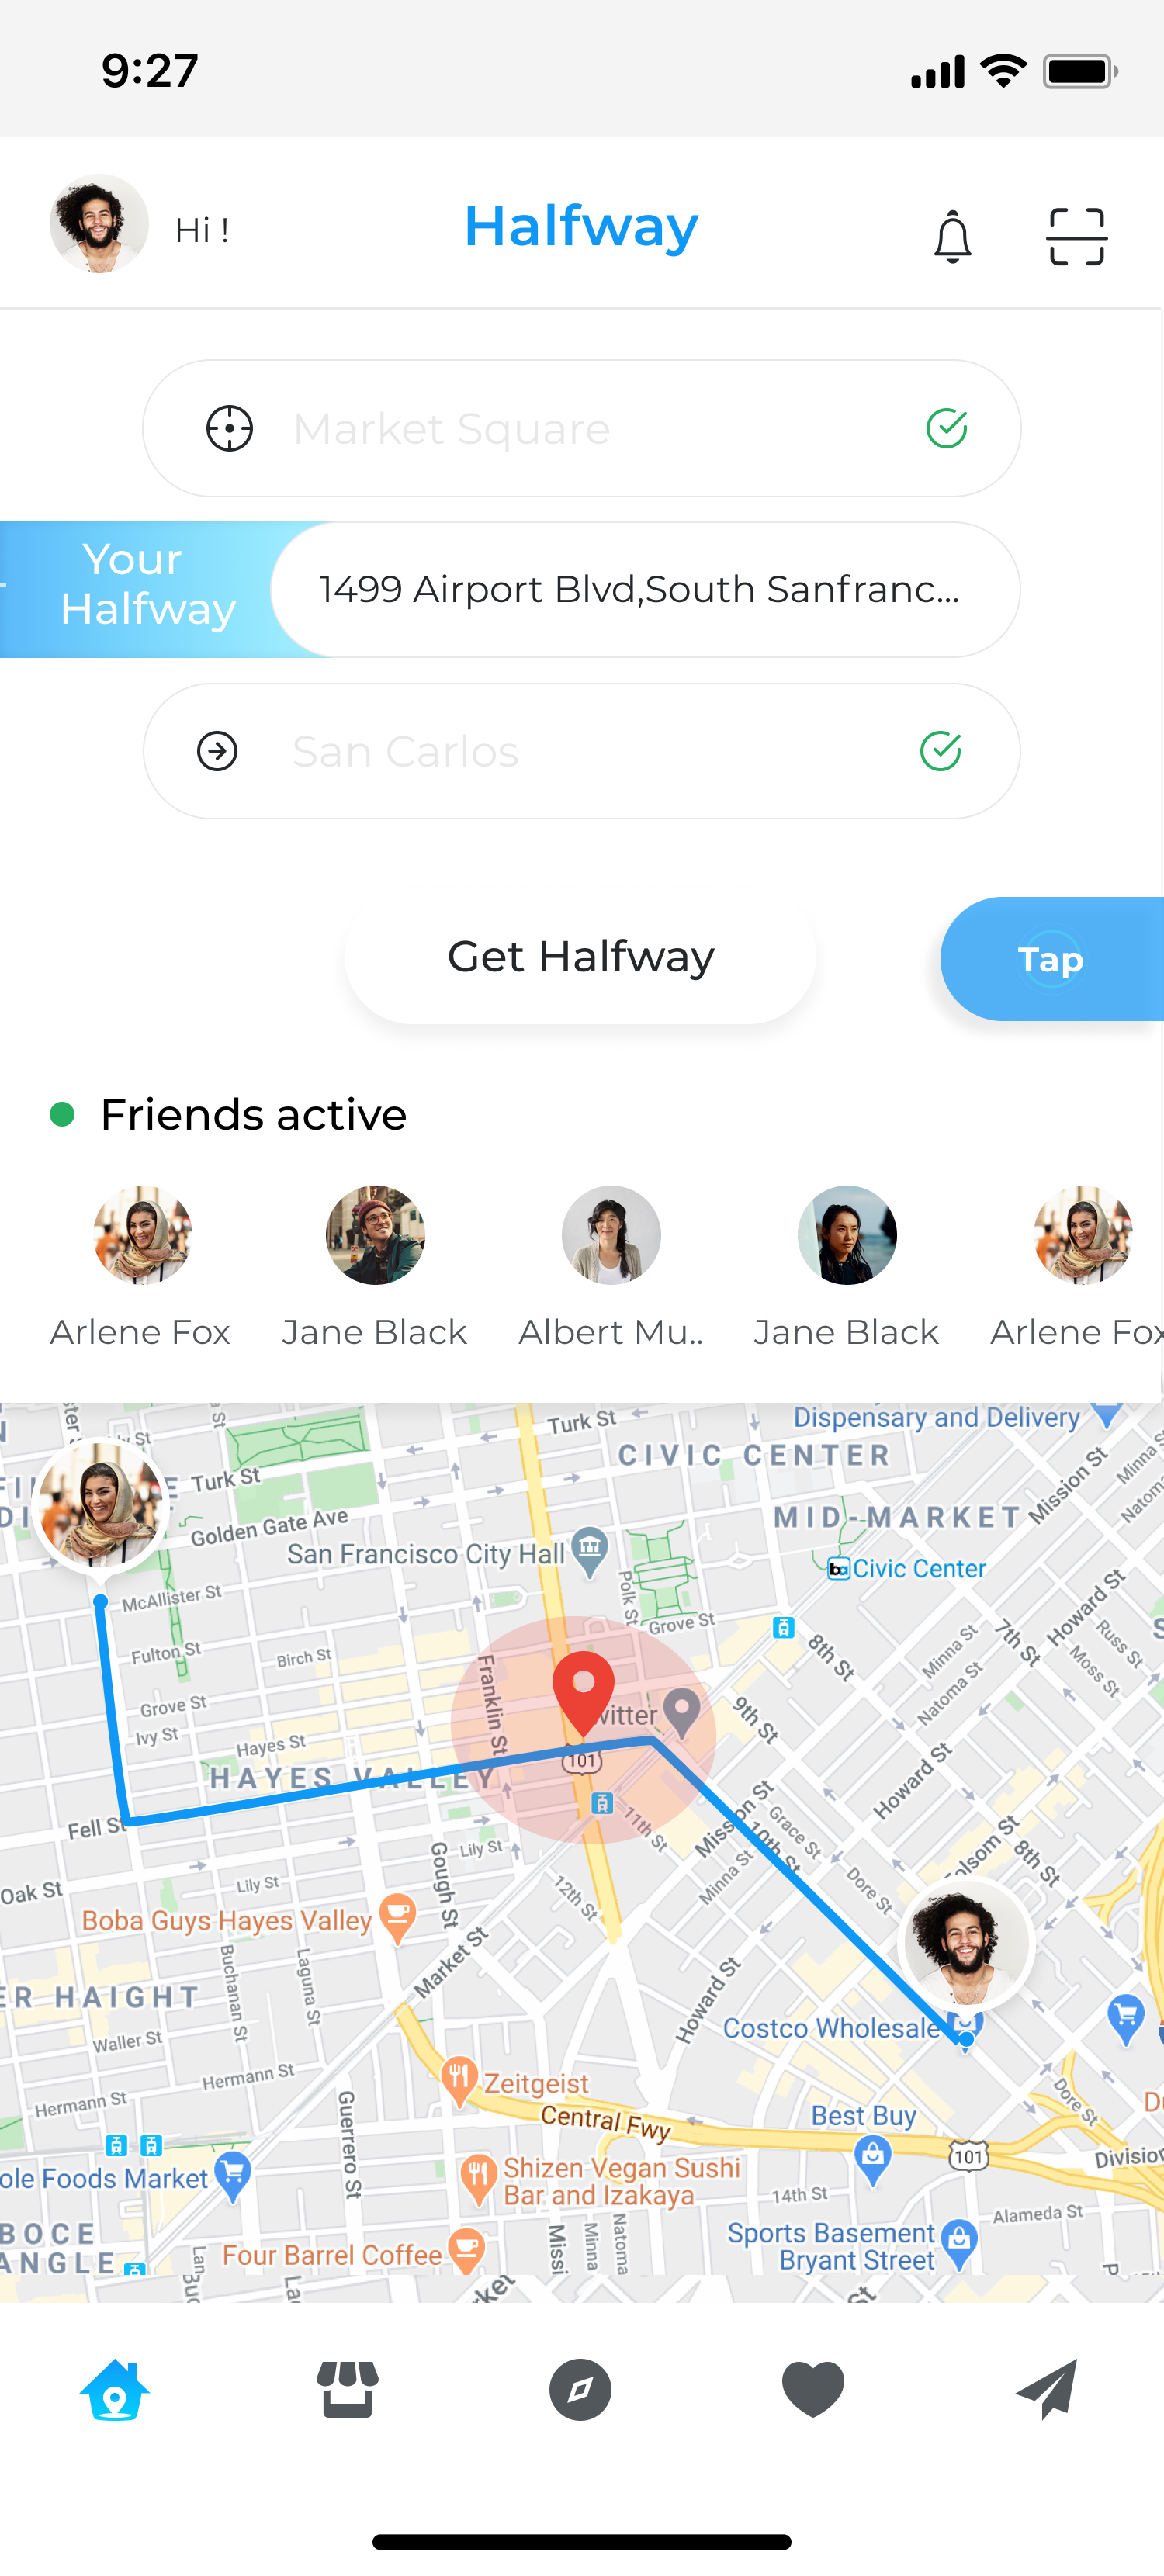 9:27
Hi !
Halfway
Market Square
Your
Halfway
1499 Airport Blvd,South Sanfranc...
San Carlos
Get Halfway
Tap
Friends active
Arlene Fox
Jane Black
Albert Mu..
Jane Black
Arlene Fox
Turk St
Dispensary and Delivery
CIVIC CENTER
Mission St
Minna S
Natom
Turk St
MID-MARKET
Golden Gate Ave
San Francisco City Hall
Civic Center
McAllister St
Polk St
Grove St
Howard St
7th St
Russ St
Moss St
Fulton St
Birch St
Franklin St
8th St
Minna St
Natoma St
Grove St
Ivy St
Hayes St
witter
9th St
101
HAYES VALLEY
Howard St
Fell St
Mission St
Grace St
10th St
11th St
Folsom St
8th St
Oak St
Lily St
Lily St
Gough St
Minna St
12th St
Dore St
Boba Guys Hayes Valley
Market St
Buchanan St
Laguna St
Howard St
ER HAIGHT
Waller St
Costco Wholesale
Hermann St
Hermann St
Zeitgeist
Central Fwy
Best Buy
Dore St
Guerrero St
101
Division
ole Foods Market
Shizen Vegan Sushi
Bar and Izakaya
14th St
Alameda St
BOCE
ANGLE
Four Barrel Coffee
Missi
Minna
Natoma
Sports Basement
Bryant Street
rket
St